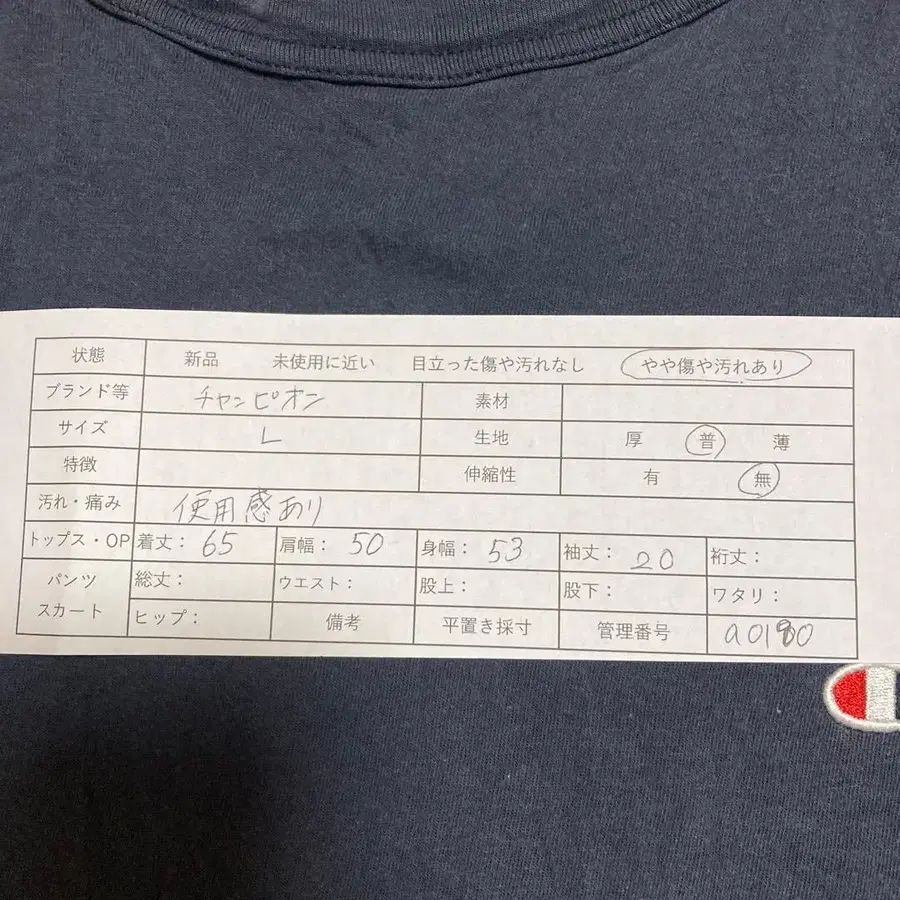 状態 新品 未使用に近い 目立った傷や汚れなし やや傷や汚れあり
ブランド等 チャンピオン 素材
サイズ L 生地 厚 普 薄
特徴 伸縮性 有 無
汚れ・痛み 使用感あり
トップス・OP 着丈: 65 肩幅: 50 身幅: 53 袖丈: 20 裄丈:
パンツ スカート 総丈: ウエスト: 股上: 股下: ワタリ:
ヒップ: 備考 平置き採寸 管理番号